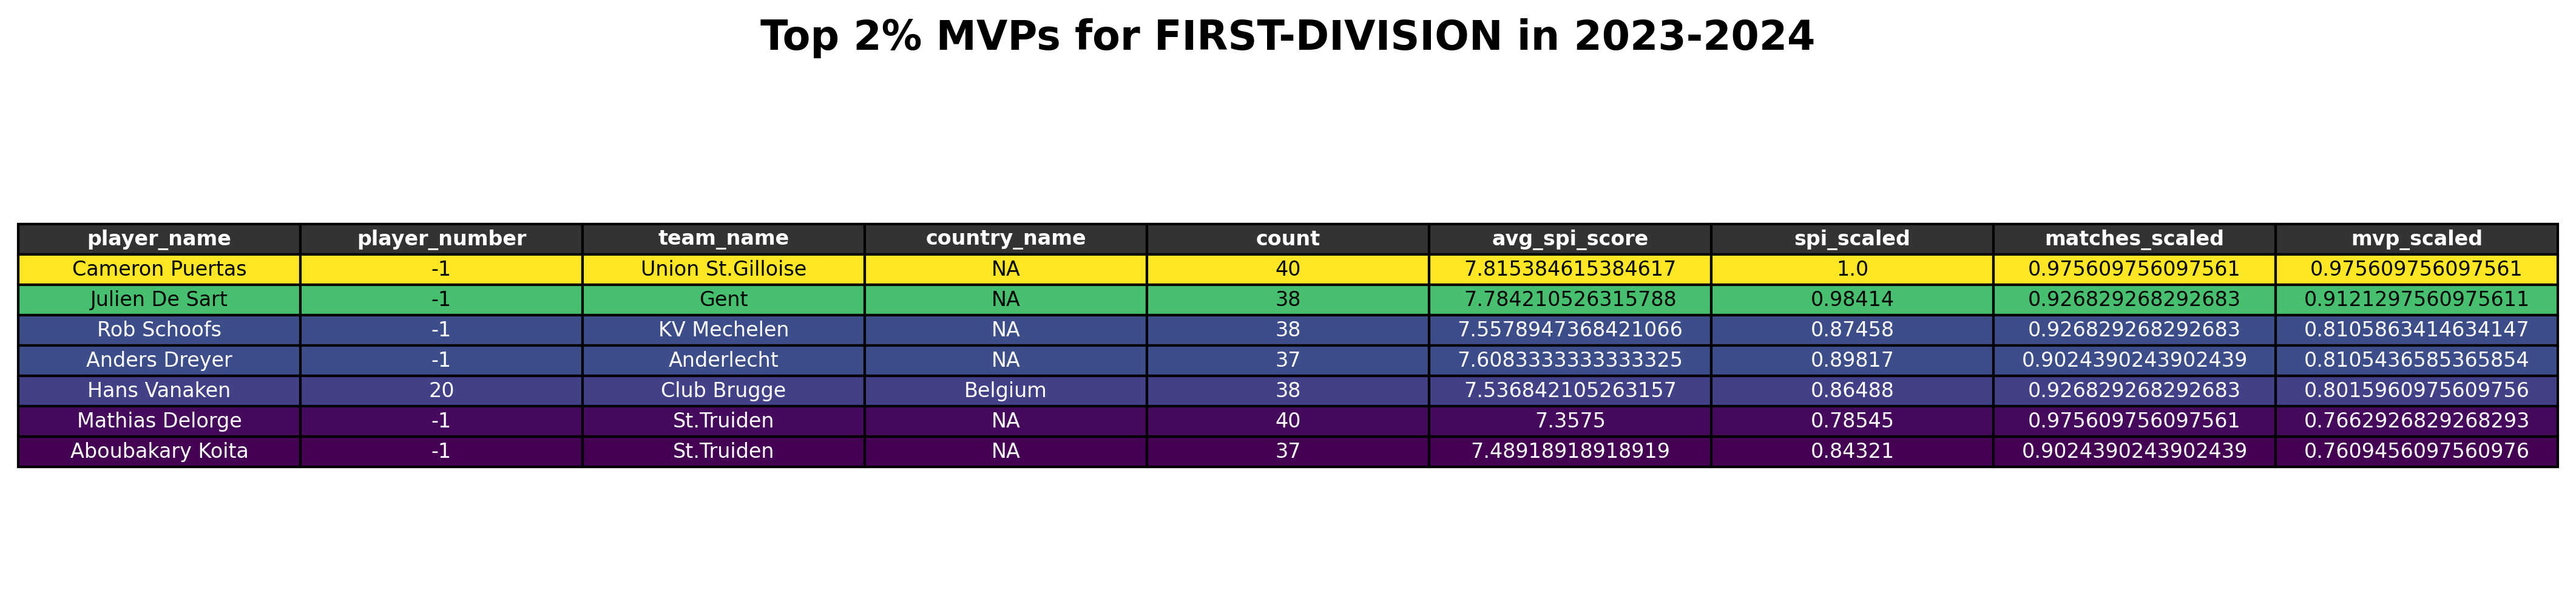 Top 2% MVPs for FIRST-DIVISION in 2023-2024
player_name player_number team_name country_name count avg_spi_score spi_scaled matches_scaled mvp_scaled
Cameron Puertas -1 Union St.Gilloise NA 40 7.815384615384617 1.0 0.975609756097561 0.975609756097561
Julien De Sart -1 Gent NA 38 7.784210526315788 0.98414 0.926829268292683 0.9121297560975611
Rob Schoofs -1 KV Mechelen NA 38 7.5578947368421066 0.87458 0.926829268292683 0.8105863414634147
Anders Dreyer -1 Anderlecht NA 37 7.6083333333333325 0.89817 0.9024390243902439 0.8105436585365854
Hans Vanaken 20 Club Brugge Belgium 38 7.536842105263157 0.86488 0.926829268292683 0.8015960975609756
Mathias Delorge -1 St.Truiden NA 40 7.3575 0.78545 0.975609756097561 0.7662926829268293
Aboubakary Koita -1 St.Truiden NA 37 7.48918918918919 0.84321 0.9024390243902439 0.7609456097560976